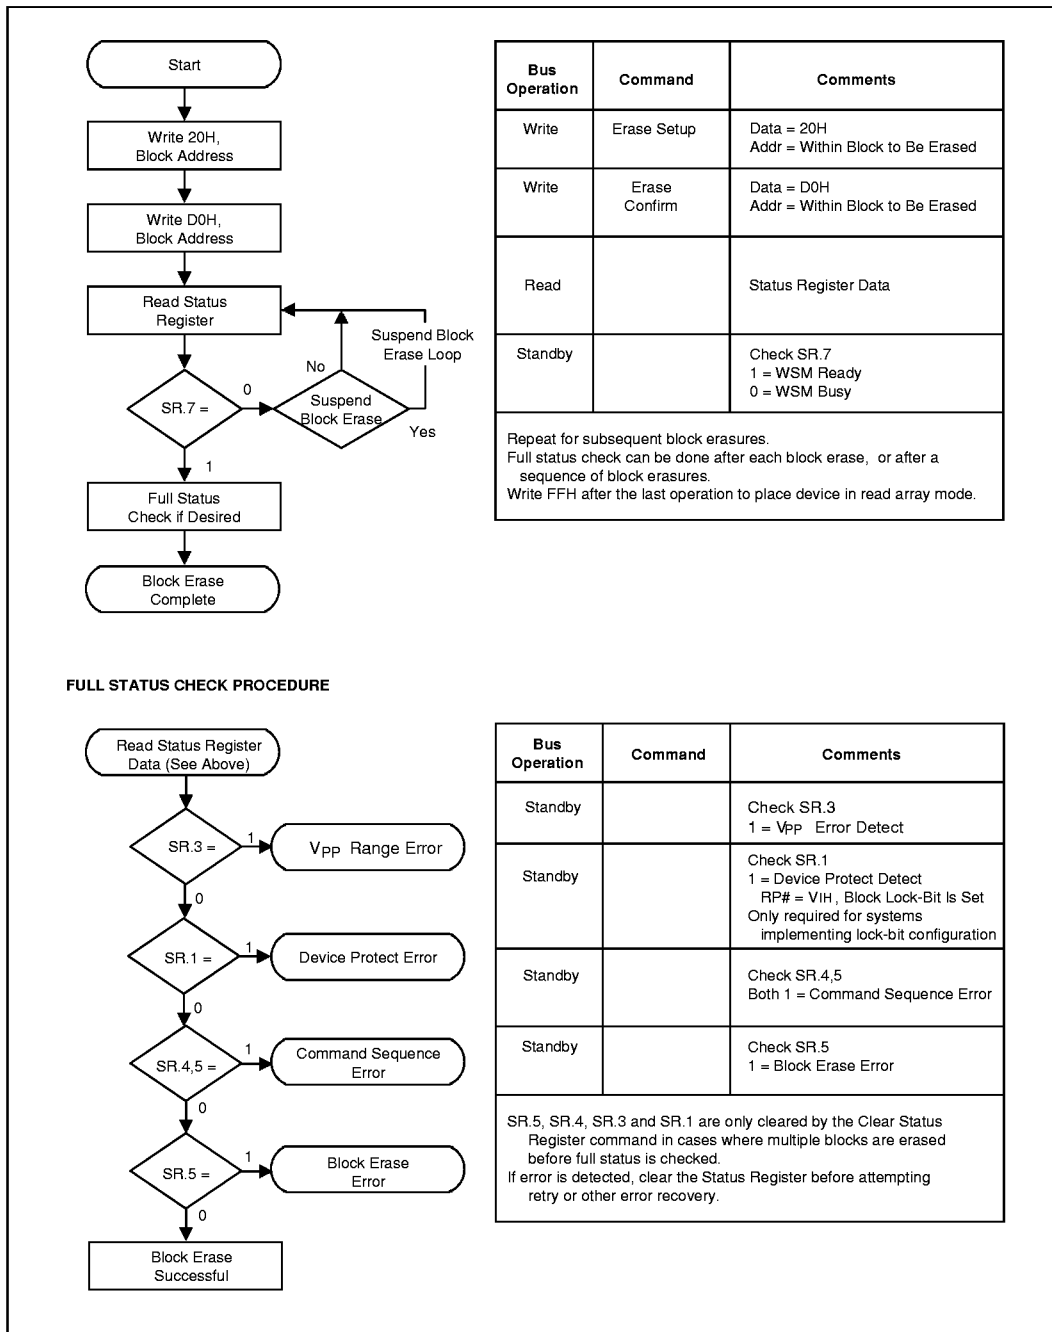 Start
Write 20H,
Block Address
Write D0H,
Block Address
Read Status
Register
Suspend Block
Erase Loop
No
0
SR.7 =
Suspend
Block Erase
Yes
1
Full Status
Check if Desired
Block Erase
Complete
Bus
Operation
Command
Comments
Write
Erase Setup
Data = 20H
Addr = Within Block to Be Erased
Write
Erase
Confirm
Data = D0H
Addr = Within Block to Be Erased
Read
Status Register Data
Standby
Check SR.7
1 = WSM Ready
0 = WSM Busy
Repeat for subsequent block erasures.
Full status check can be done after each block erase, or after a
sequence of block erasures.
Write FFH after the last operation to place device in read array mode.
FULL STATUS CHECK PROCEDURE
Read Status Register
Data (See Above)
SR.3 =
1
VPP Range Error
0
SR.1 =
1
Device Protect Error
0
SR.4,5 =
1
Command Sequence
Error
0
SR.5 =
1
Block Erase
Error
0
Block Erase
Successful
Bus
Operation
Command
Comments
Standby
Check SR.3
1 = VPP Error Detect
Standby
Check SR.1
1 = Device Protect Detect
RP# = VIH, Block Lock-Bit Is Set
Only required for systems
implementing lock-bit configuration
Standby
Check SR.4,5
Both 1 = Command Sequence Error
Standby
Check SR.5
1 = Block Erase Error
SR.5, SR.4, SR.3 and SR.1 are only cleared by the Clear Status
Register command in cases where multiple blocks are erased
before full status is checked.
If error is detected, clear the Status Register before attempting
retry or other error recovery.